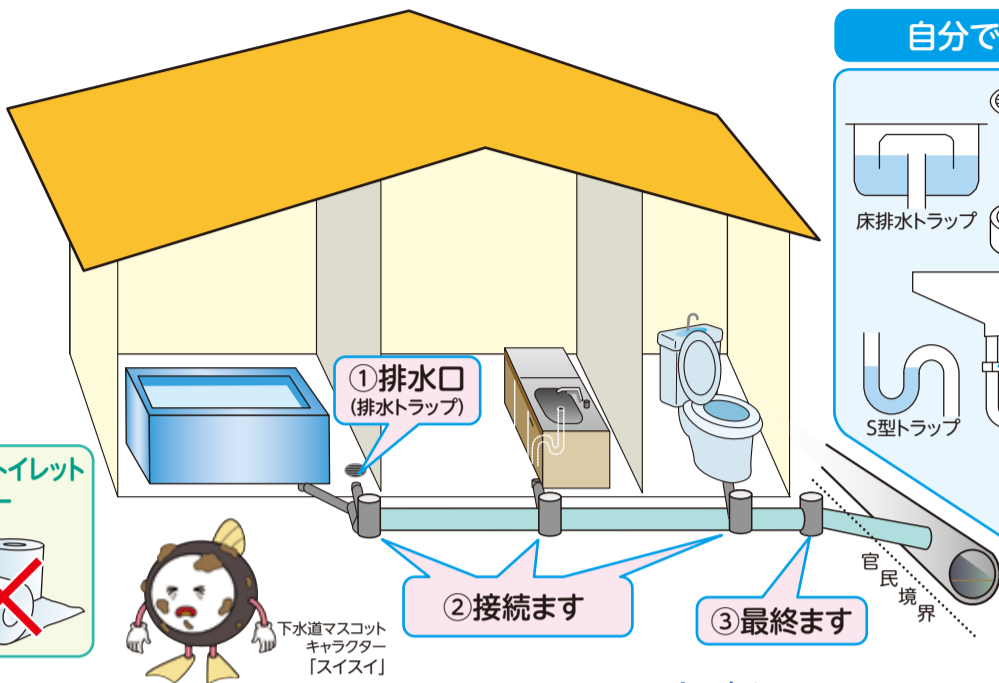 自分で
床排水トラップ
S型トラップ
①排水口
(排水トラップ)
イレット
ー
②接続ます
③最終ます
官民境界
下水道マスコット
キャラクター
「スイスイ」